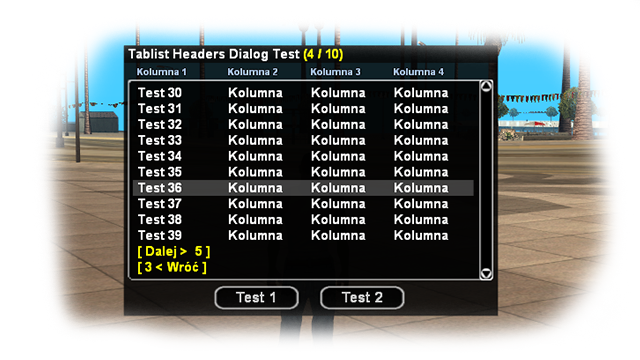 Tablist Headers Dialog Test (4 / 10)
Kolumna 1 Kolumna 2 Kolumna 3 Kolumna 4
Test 30 Kolumna Kolumna Kolumna
Test 31 Kolumna Kolumna Kolumna
Test 32 Kolumna Kolumna Kolumna
Test 33 Kolumna Kolumna Kolumna
Test 34 Kolumna Kolumna Kolumna
Test 35 Kolumna Kolumna Kolumna
Test 36 Kolumna Kolumna Kolumna
Test 37 Kolumna Kolumna Kolumna
Test 38 Kolumna Kolumna Kolumna
Test 39 Kolumna Kolumna Kolumna
[ Dalej > 5 ]
[ 3 < Wróć ]
Test 1 Test 2